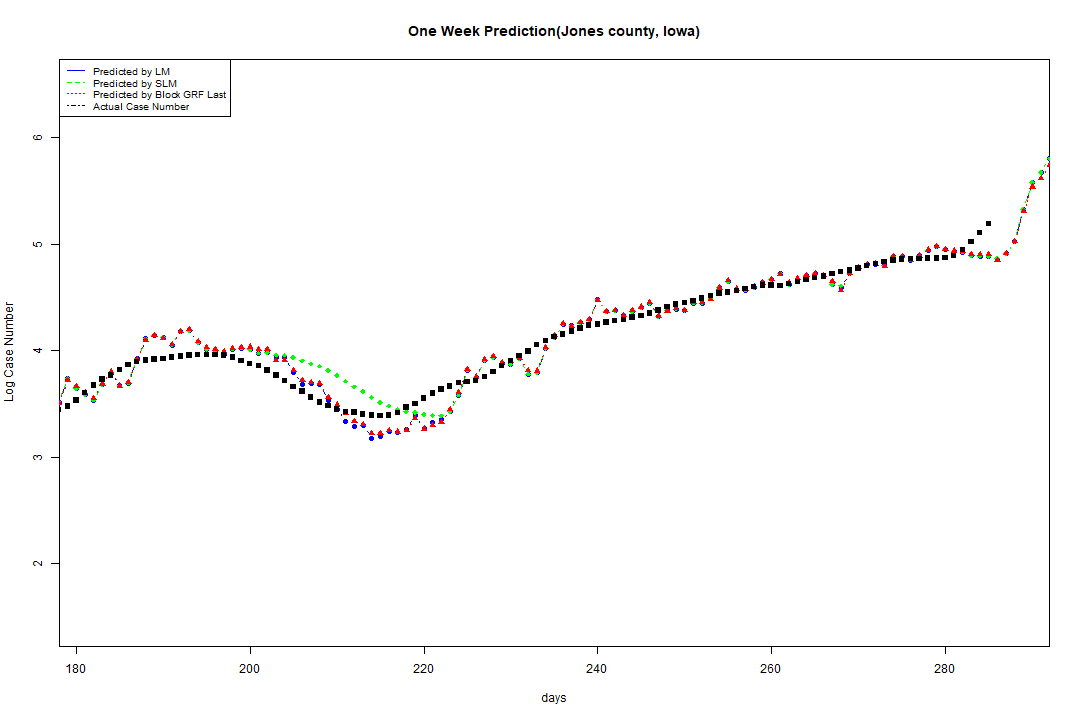 One Week Prediction(Jones county, Iowa)
Predicted by LM
Predicted by SLM
Predicted by Block GRF Last
Actual Case Number
6
5
4
3
2
Log Case Number
180 200 220 240 260 280
days